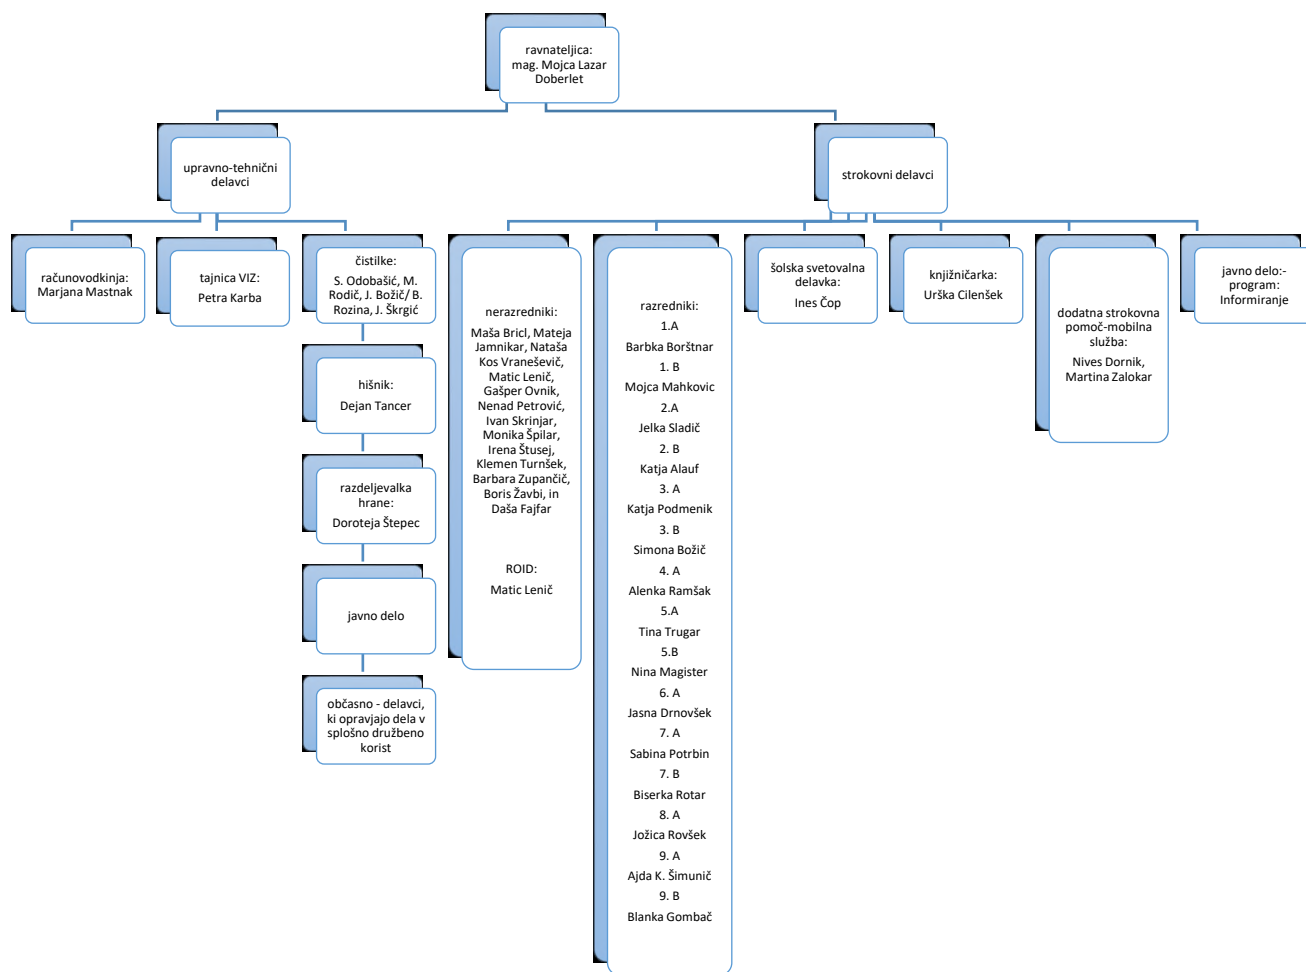 ravnateljica:
mag. Mojca Lazar
Doberlet
upravno-tehnični
delavci
strokovni delavci
računovodkinja:
Marjana Mastnak
tajnica VIZ:
Petra Karba
čistilke:
S. Odobašić, M.
Rodič, J. Božič/ B.
Rozina, J. Škrgić
hišnik:
Dejan Tancer
razdeljevalka
hrane:
Doroteja Štepec
javno delo
občasno - delavci,
ki opravjajo dela v
splošno družbeno
korist
nerazredniki:
Maša Bricl, Mateja
Jamnikar, Nataša
Kos Vranešević,
Matic Lenič,
Gašper Ovnik,
Nenad Petrović,
Ivan Skrinjar,
Monika Špilar,
Irena Štusej,
Klemen Turnšek,
Barbara Zupančič,
Boris Žavbi, in
Daša Fajfar
ROID:
Matic Lenič
razredniki:
1.A
Barbka Borštnar
1. B
Mojca Mahkovic
2.A
Jelka Sladič
2. B
Katja Alauf
3. A
Katja Podmenik
3. B
Simona Božič
4. A
Alenka Ramšak
5.A
Tina Trugar
5.B
Nina Magister
6. A
Jasna Drnovšek
7. A
Sabina Potrbin
7. B
Biserka Rotar
8. A
Jožica Rovšek
9. A
Ajda K. Šimunič
9. B
Blanka Gombač
šolska svetovalna
delavka:
Ines Čop
knjižničarka:
Urška Cilenšek
dodatna strokovna
pomoč-mobilna
služba:
Nives Dornik,
Martina Zalokar
javno delo:-
program:
Informiranje